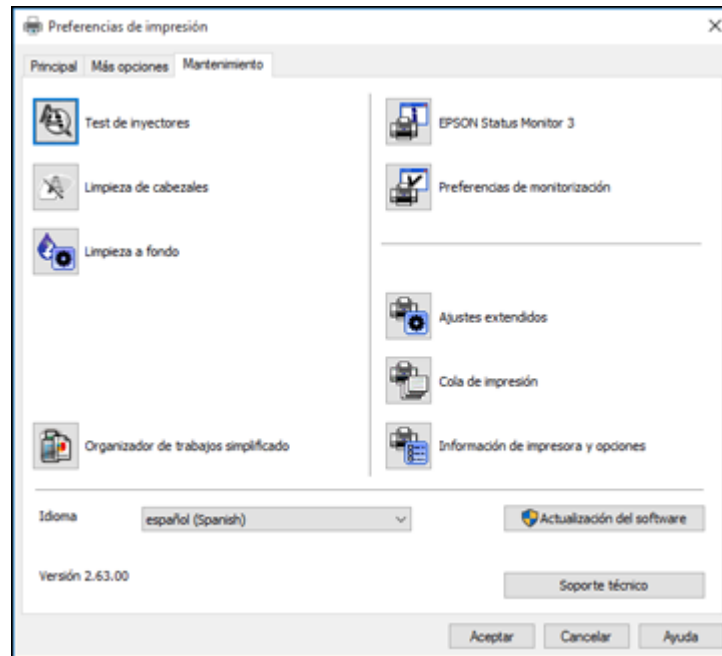 Preferencias de impresión
Principal Más opciones Mantenimiento
Test de inyectores
Limpieza de cabezales
Limpieza a fondo
Organizador de trabajos simplificado
EPSON Status Monitor 3
Preferencias de monitorización
Ajustes extendidos
Cola de impresión
Información de impresora y opciones
Idioma
español (Spanish)
Actualización del software
Versión 2.63.00
Soporte técnico
Aceptar Cancelar Ayuda